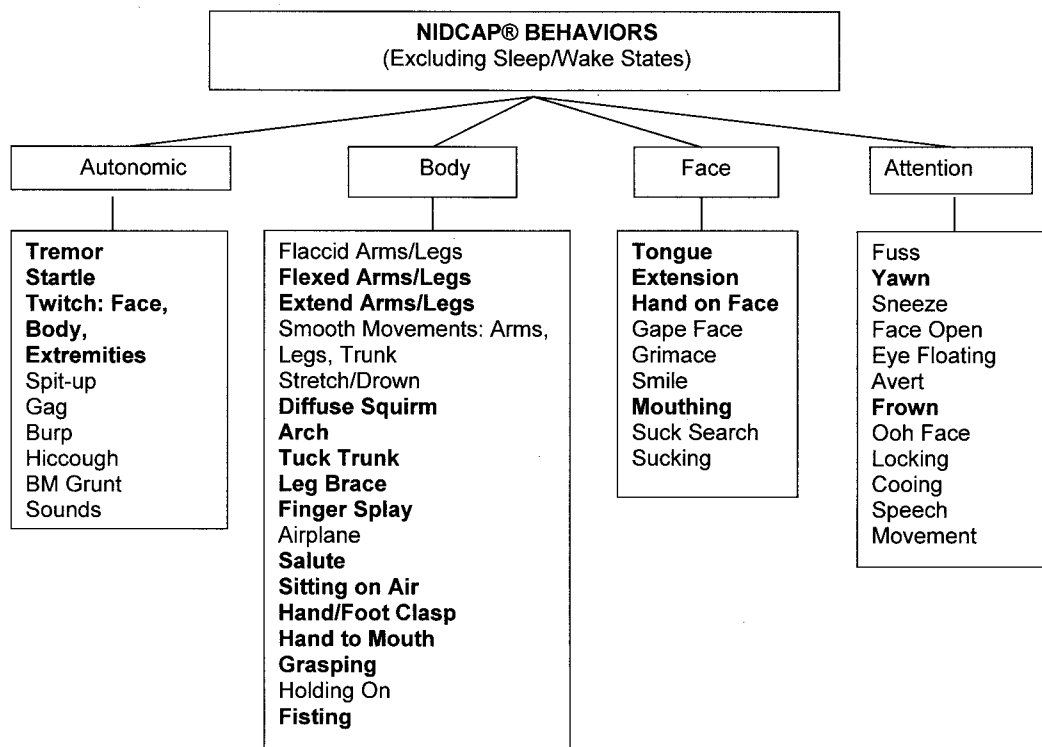 NIDCAP® BEHAVIORS
(Excluding Sleep/Wake States)
Autonomic
Body
Face
Attention
Tremor
Startle
Twitch: Face,
Body,
Extremities
Spit-up
Gag
Burp
Hiccough
BM Grunt
Sounds
Flaccid Arms/Legs
Flexed Arms/Legs
Extend Arms/Legs
Smooth Movements: Arms,
Legs, Trunk
Stretch/Drown
Diffuse Squirm
Arch
Tuck Trunk
Leg Brace
Finger Splay
Airplane
Salute
Sitting on Air
Hand/Foot Clasp
Hand to Mouth
Grasping
Holding On
Fisting
Tongue
Extension
Hand on Face
Gape Face
Grimace
Smile
Mouthing
Suck Search
Sucking
Fuss
Yawn
Sneeze
Face Open
Eye Floating
Avert
Frown
Ooh Face
Locking
Cooing
Speech
Movement